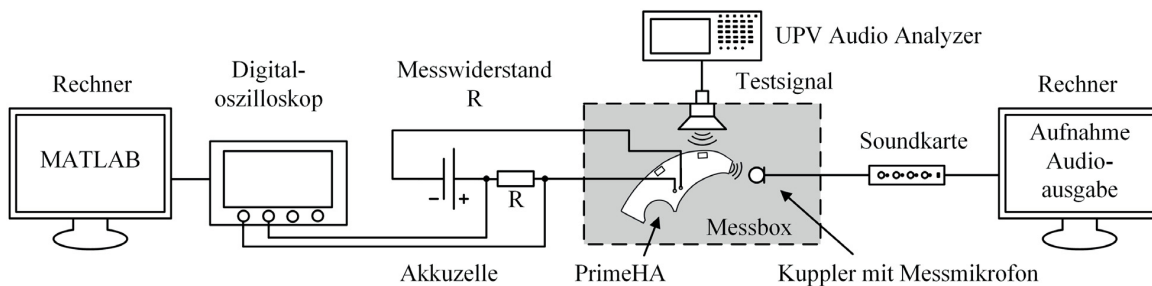 UPV Audio Analyzer
Rechner
Digital-
oszilloskop
Messwiderstand
R
Testsignal
Rechner
MATLAB
Soundkarte
Aufnahme
Audio-
ausgabe
-
+
R
Messbox
Akkuzelle
PrimeHA
Kuppler mit Messmikrofon